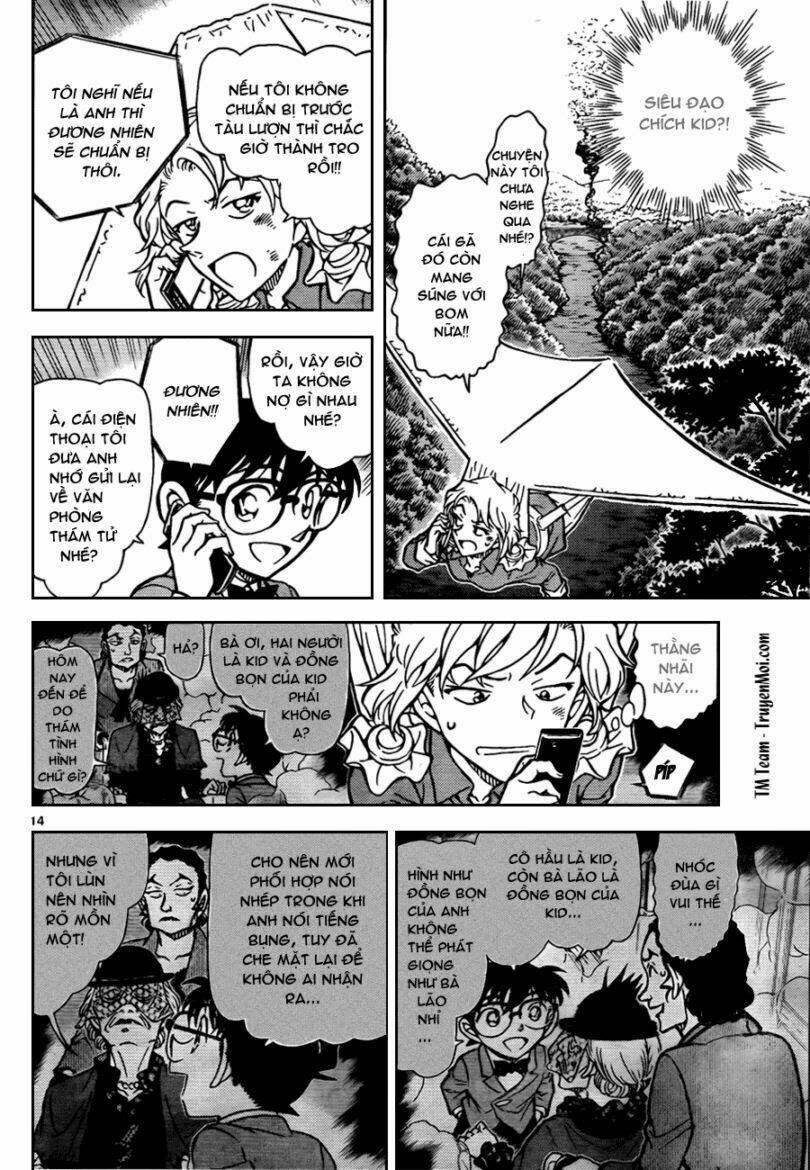 NẾU TÔI KHÔNG
CHUẨN BỊ TRƯỚC
TÀU LƯỢN THÌ CHẮC
GIỜ THÀNH TRO
RỒI!!
TÔI NGHĨ NẾU
LÀ ANH THÌ
ĐƯƠNG NHIÊN
SẼ CHUẨN BỊ
THÔI.
SIÊU ĐẠO
CHÍCH KID?!
CHUYỆN
NÀY TÔI
CHƯA
NGHE
QUA
NHÉ!?
CÁI GÃ
ĐÓ CÒN
MANG
SÚNG VỚI
BOM
NỮA!!
RỒI, VẬY GIỜ
TA KHÔNG
NỢ GÌ NHAU
NHÉ?
ĐƯƠNG
NHIÊN!!
À, CÁI ĐIỆN
THOẠI TÔI
ĐƯA ANH
NHỚ GỬI LẠI
VỀ VĂN
PHÒNG
THÁM TỬ
NHÉ?
THẰNG
NHÃI
NÀY...
PÍP
BÀ ƠI, HAI NGƯỜI
LÀ KID VÀ ĐỒNG
BỌN CỦA KID
PHẢI
KHÔNG
Ạ?
HẢ?
HÔM
NAY
ĐẾN ĐỂ
DO
THÁM
TÌNH
HÌNH
CHỨ GÌ?
TM Team - TruyenMoi.com
14
NHÓC
ĐÙA GÌ
VUI THẾ
...
CÔ HẦU LÀ KID,
CÒN BÀ LÃO LÀ
ĐỒNG BỌN CỦA
KID...
HÌNH NHƯ
ĐỒNG BỌN
CỦA ANH
KHÔNG
THỂ PHÁT
GIỌNG
NHƯ BÀ
LÃO
NHỈ
...
CHO NÊN MỚI
PHỐI HỢP NÓI
NHÉP TRONG KHI
ANH NÓI TIẾNG
BỤNG, TUY ĐÃ
CHE MẶT LẠI ĐỂ
KHÔNG AI NHẬN
RA...
NHƯNG VÌ
TÔI LÙN
NÊN NHÌN
RÕ MỒN
MỘT!